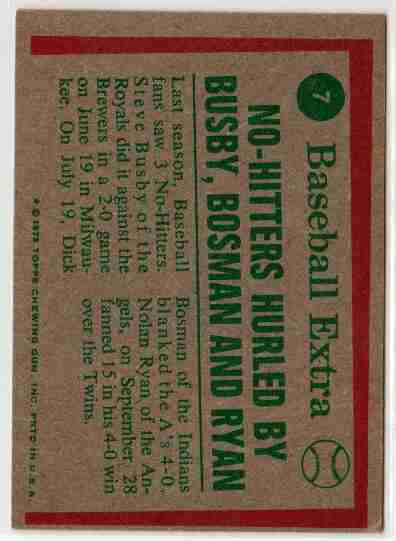 7
Baseball Extra
NO-HITTERS HURLED BY
BUSBY, BOSMAN AND RYAN
Last season, Baseball
fans saw 3 No-Hitters.
Steve Busby of the
Royals did it against the
Brewers in a 2-0 game
on June 19 in Milwau-
kee. On July 19, Dick
Bosman of the Indians
blanked the A's 4-0.
Nolan Ryan of the An-
gels, on September 28
fanned 15 in his 4-0 win
over the Twins.
* © 1975 TOPPS CHEWING GUM, INC. PRTD IN U.S.A.